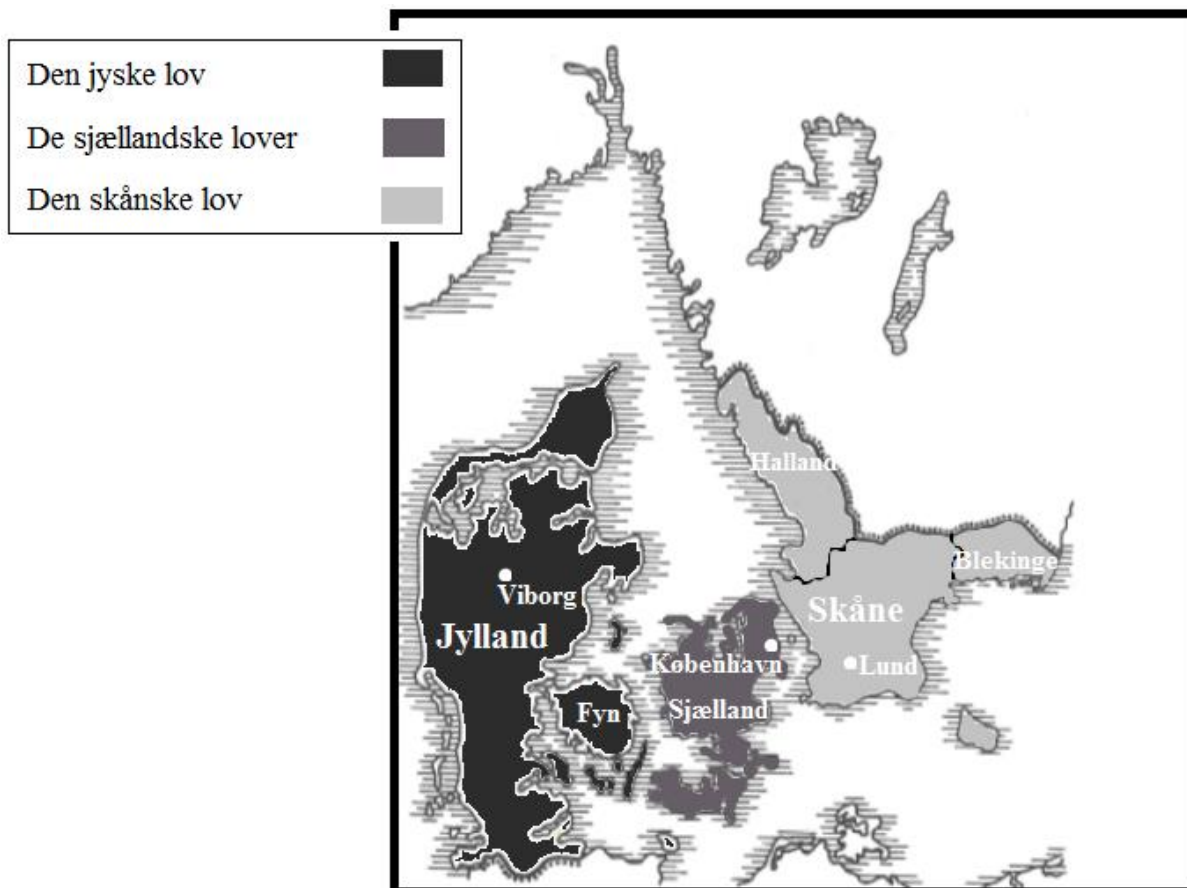 Den jyske lov
De sjællandske lover
Den skånske lov
Halland
Blekinge
Viborg
Skåne
Jylland
København
Lund
Fyn
Sjælland